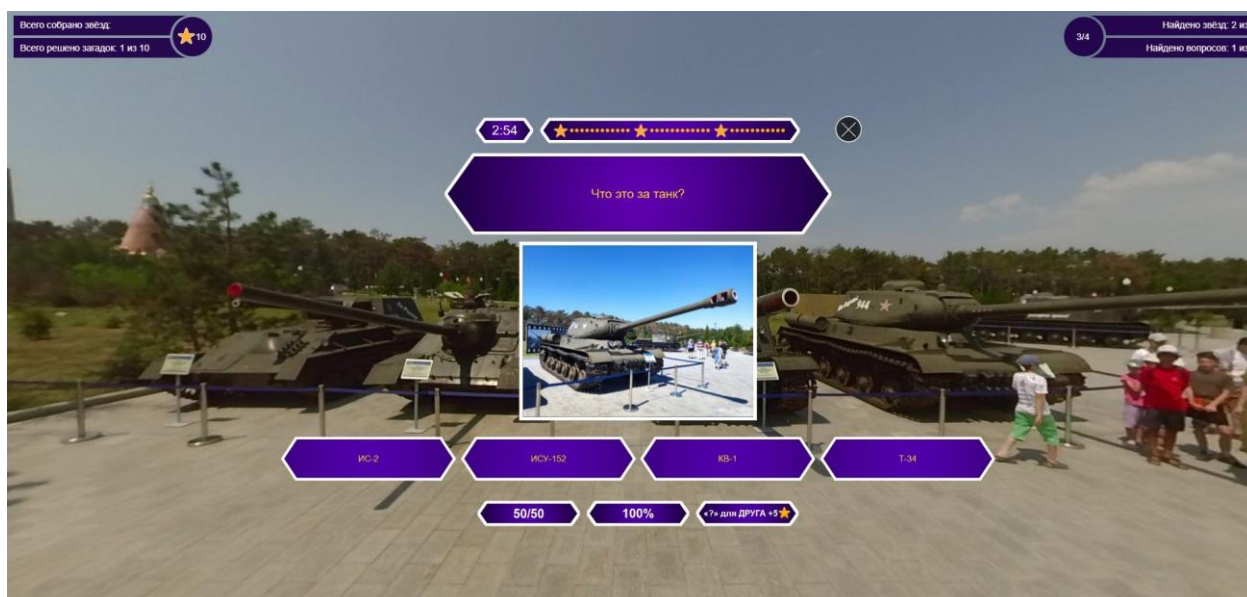 Всего собрано звёзд:
10
Всего решено загадок: 1 из 10
3/4
Найдено звёзд: 2 из
Найдено вопросов: 1 из
2:54
Что это за танк?
944
ИС-2
ИСУ-152
КВ-1
Т-34
50/50
100%
«?» для ДРУГА +5